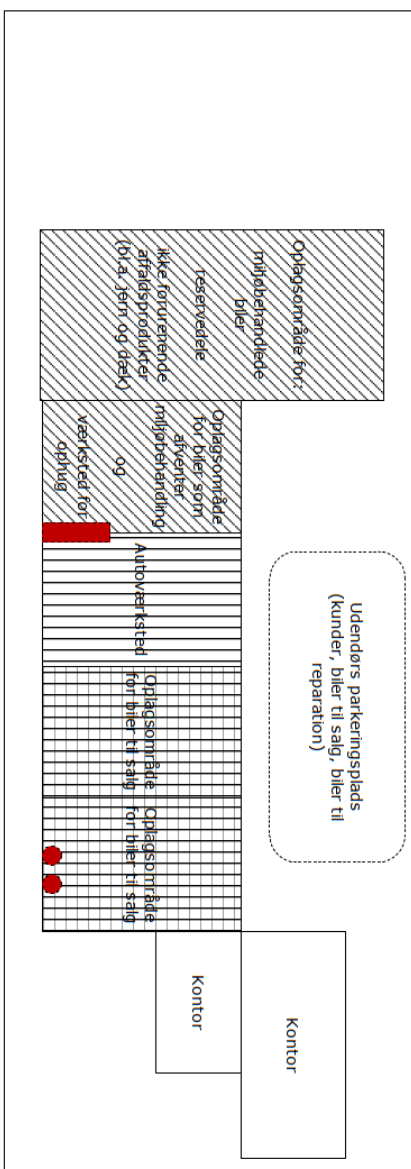 Oplagsområde for:
miljøbehandlede
biler
reservedele
ikke forurenende
affaldsprodukter
(bl.a. jern og dæk)
Oplagsområde
for biler som
afventer
miljøbehandling
og
værksted for
ophug
Udendørs parkeringsplads
(kunder, biler til salg, biler til
reparation)
Autoværksted
Oplagsområde
for biler til salg
Oplagsområde
for biler til salg
Kontor
Kontor